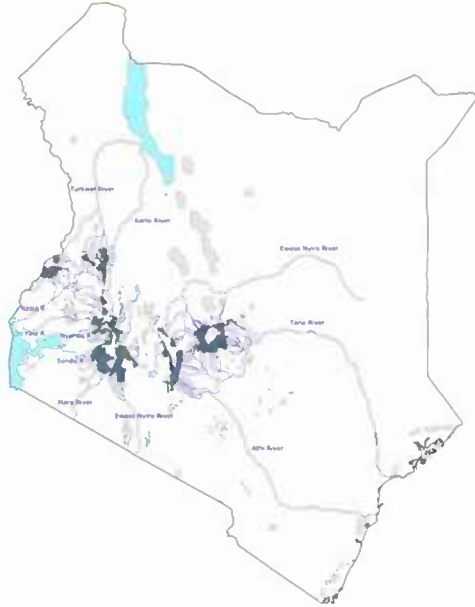 Turkwel River
Kerio River
Ewaso Nyiro River
Nzoia R
Tana River
Yala R
Nyando R
Sondu R
Mara River
Ewaso Nyiro River
Athi River